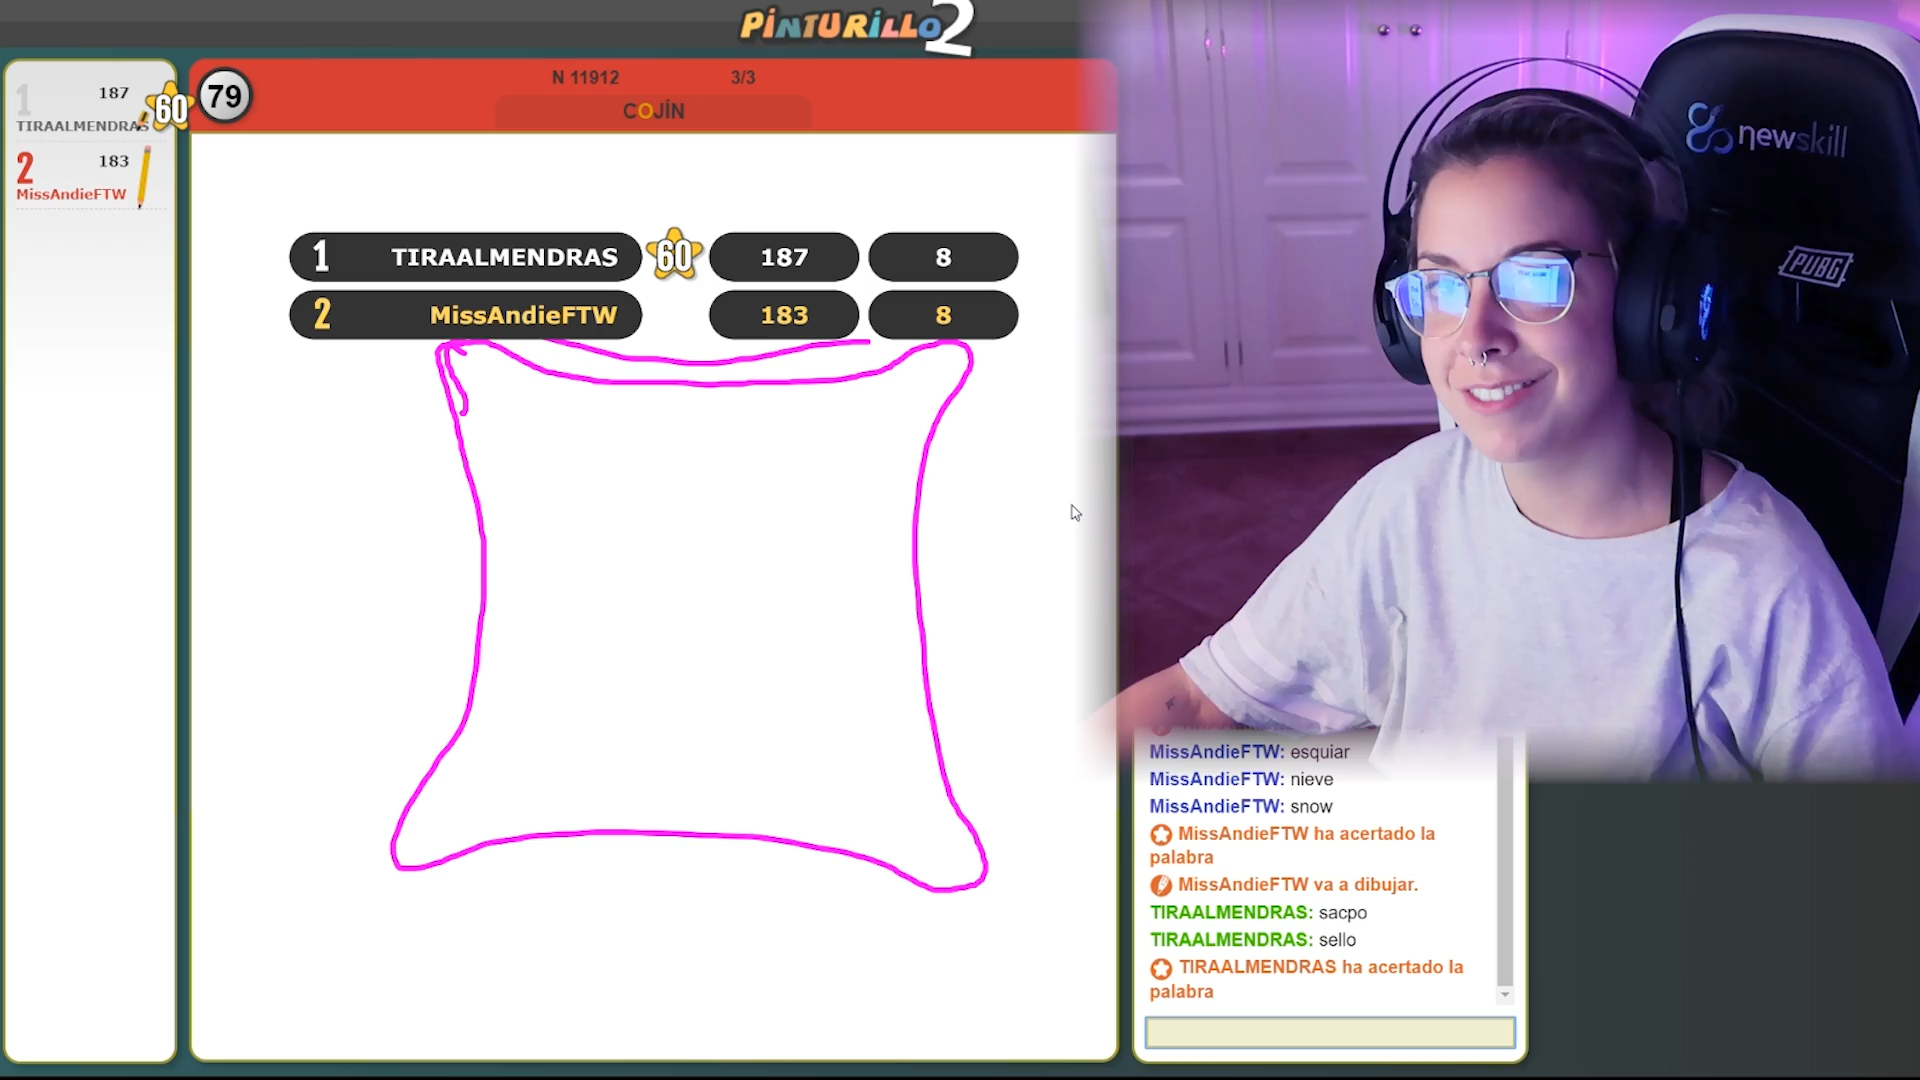 PINTURILLO 2
1 187 60
TIRAALMENDRAS
2 183
MissAndieFTW
79
N 11912 3/3
COJÍN
1 TIRAALMENDRAS 60 187 8
2 MissAndieFTW 183 8
newskill
PUBG
MissAndieFTW: esquiar
MissAndieFTW: nieve
MissAndieFTW: snow
MissAndieFTW ha acertado la
palabra
MissAndieFTW va a dibujar.
TIRAALMENDRAS: sacpo
TIRAALMENDRAS: sello
TIRAALMENDRAS ha acertado la
palabra